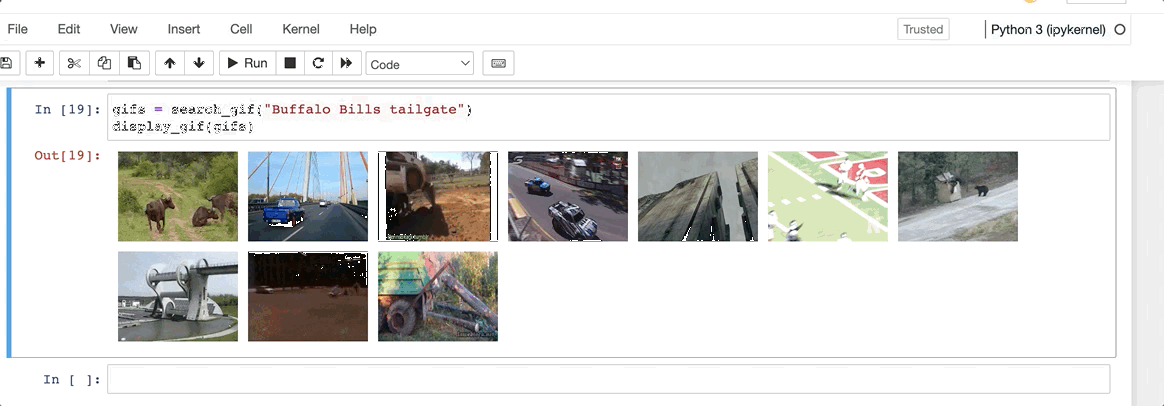 File Edit View Insert Cell Kernel Help
Trusted Python 3 (ipykernel)
Run Code
In [19]: gifs = search_gif("Buffalo Bills tailgate")
display_gif(gifs)
Out[19]:
In [ ]: